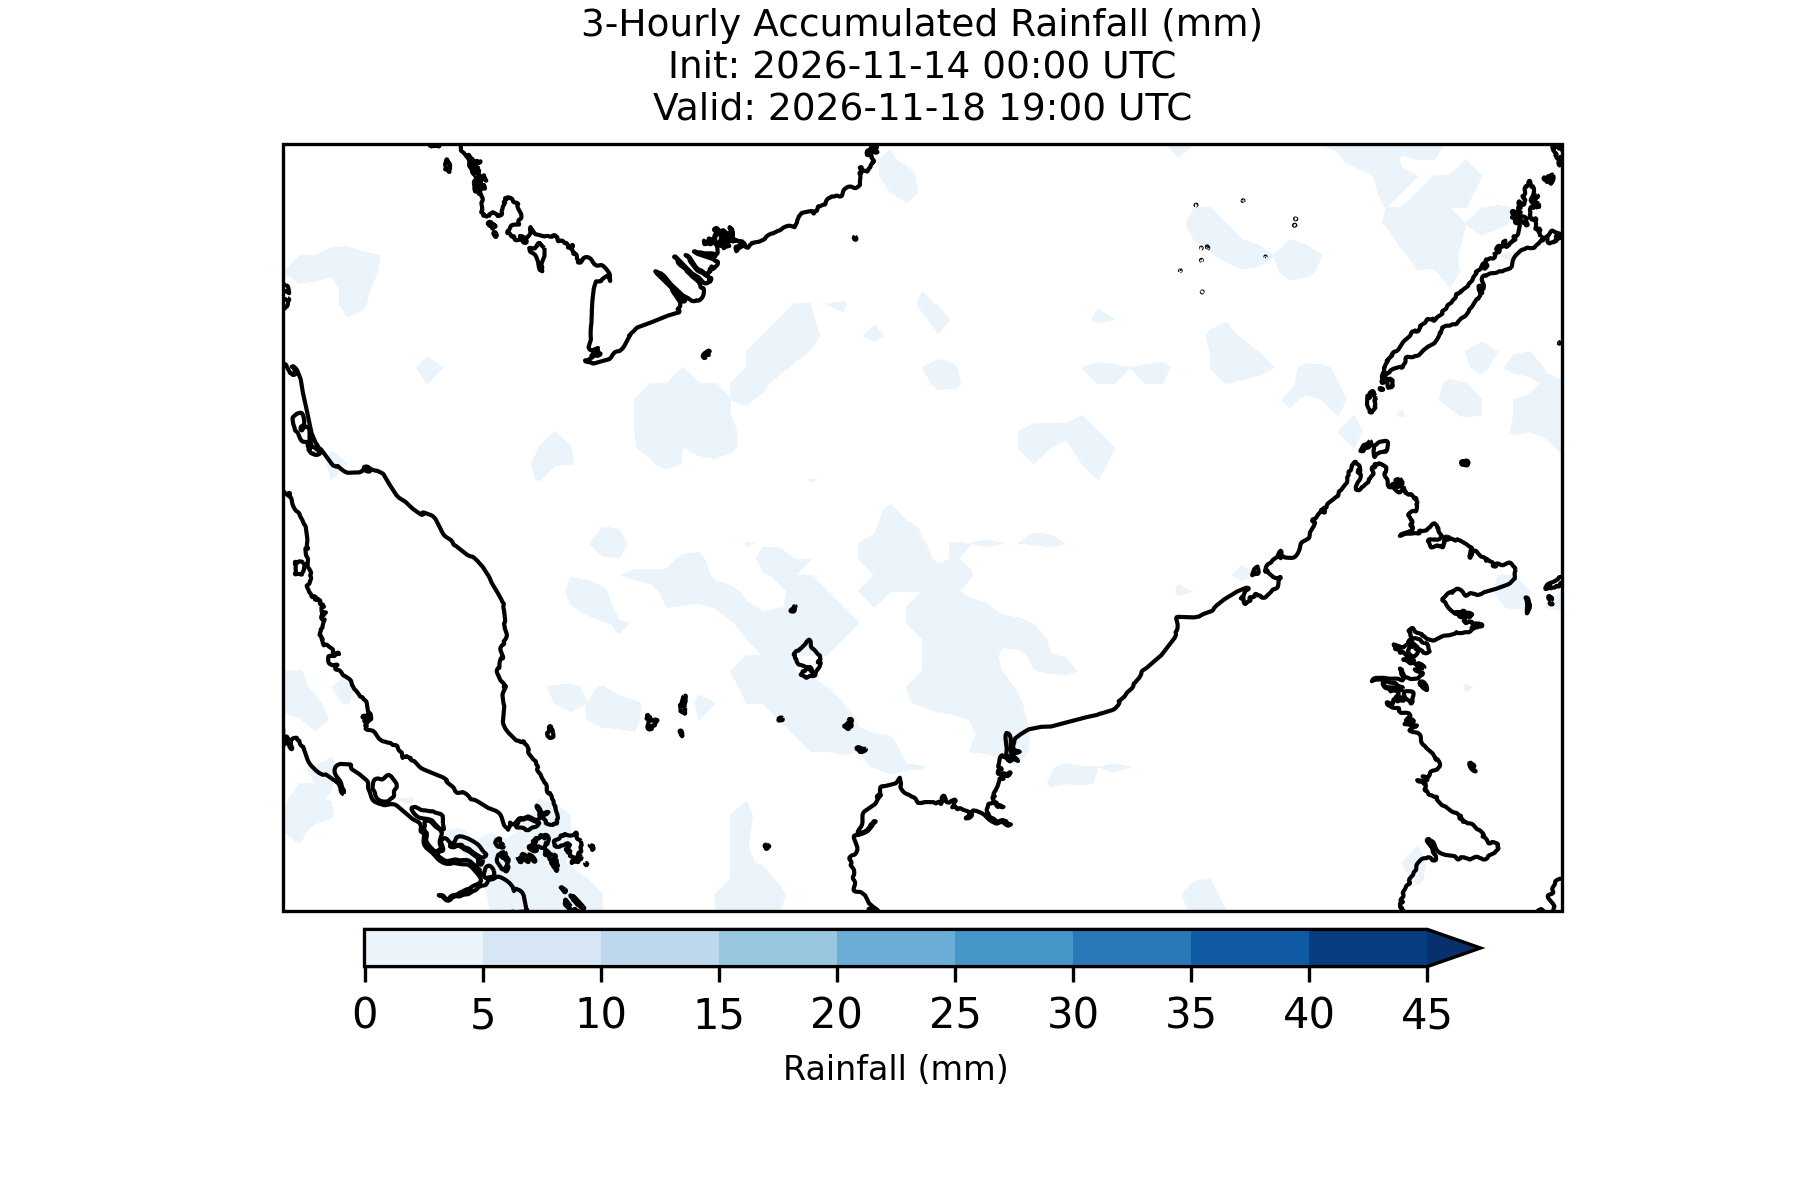 3-Hourly Accumulated Rainfall (mm)
Init: 2026-11-14 00:00 UTC
Valid: 2026-11-18 19:00 UTC
0 5 10 15 20 25 30 35 40 45
Rainfall (mm)